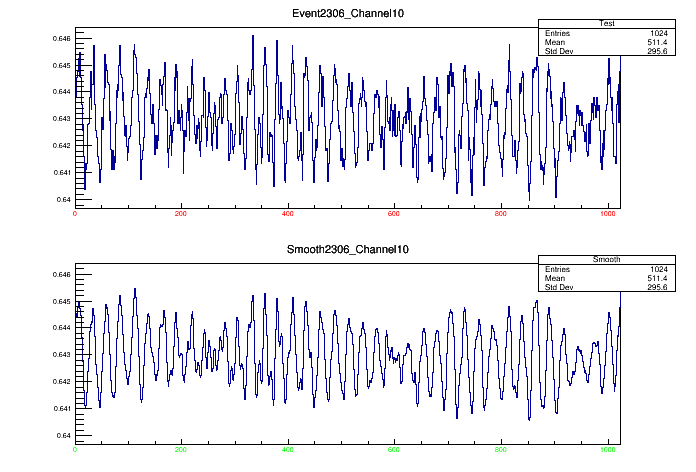 Event2306_Channel10
Test
Entries 1024
Mean 511.4
Std Dev 295.6
0.646
0.645
0.644
0.643
0.642
0.641
0.64
0 200 400 600 800 1000
Smooth2306_Channel10
Smooth
Entries 1024
Mean 511.4
Std Dev 295.6
0.646
0.645
0.644
0.643
0.642
0.641
0.64
0 200 400 600 800 1000